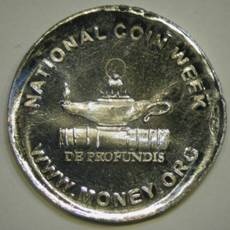 NATIONAL COIN WEEK
DE PROFUNDIS
WWW.MONEY.ORG